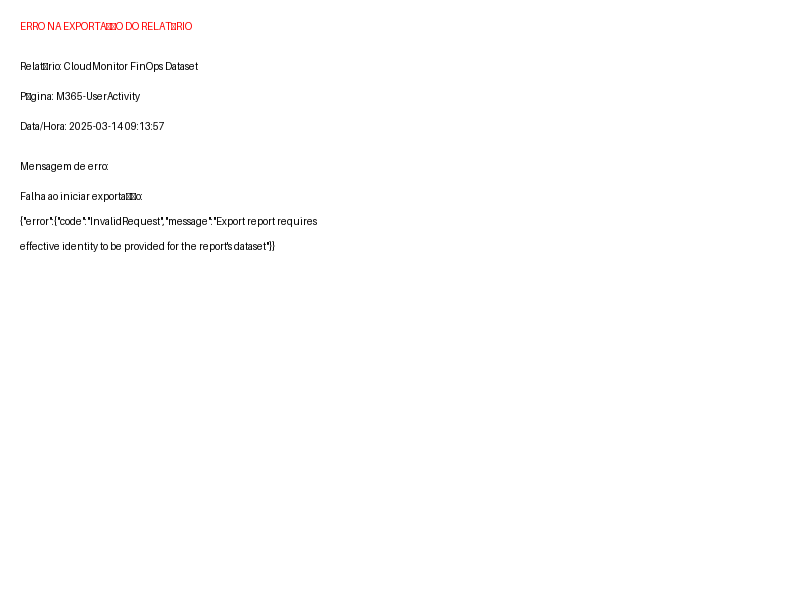 ERRO NA EXPORTA▯▯O DO RELAT▯RIO
Relat▯rio: CloudMonitor FinOps Dataset
P▯gina: M365-UserActivity
Data/Hora: 2025-03-14 09:13:57
Mensagem de erro:
Falha ao iniciar exporta▯▯o:
{"error":{"code":"InvalidRequest","message":"Export report requires
effective identity to be provided for the report's dataset"}}